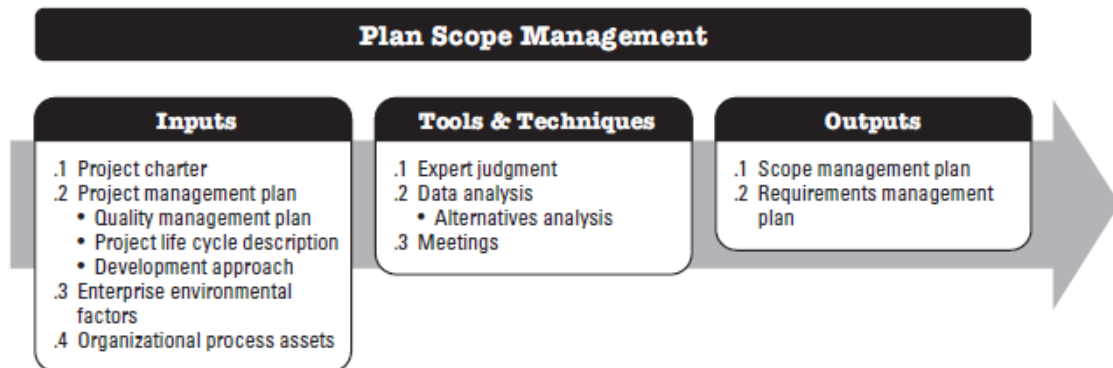 Plan Scope Management
Inputs
.1 Project charter
.2 Project management plan
• Quality management plan
• Project life cycle description
• Development approach
.3 Enterprise environmental
factors
.4 Organizational process assets
Tools & Techniques
.1 Expert judgment
.2 Data analysis
• Alternatives analysis
.3 Meetings
Outputs
.1 Scope management plan
.2 Requirements management
plan